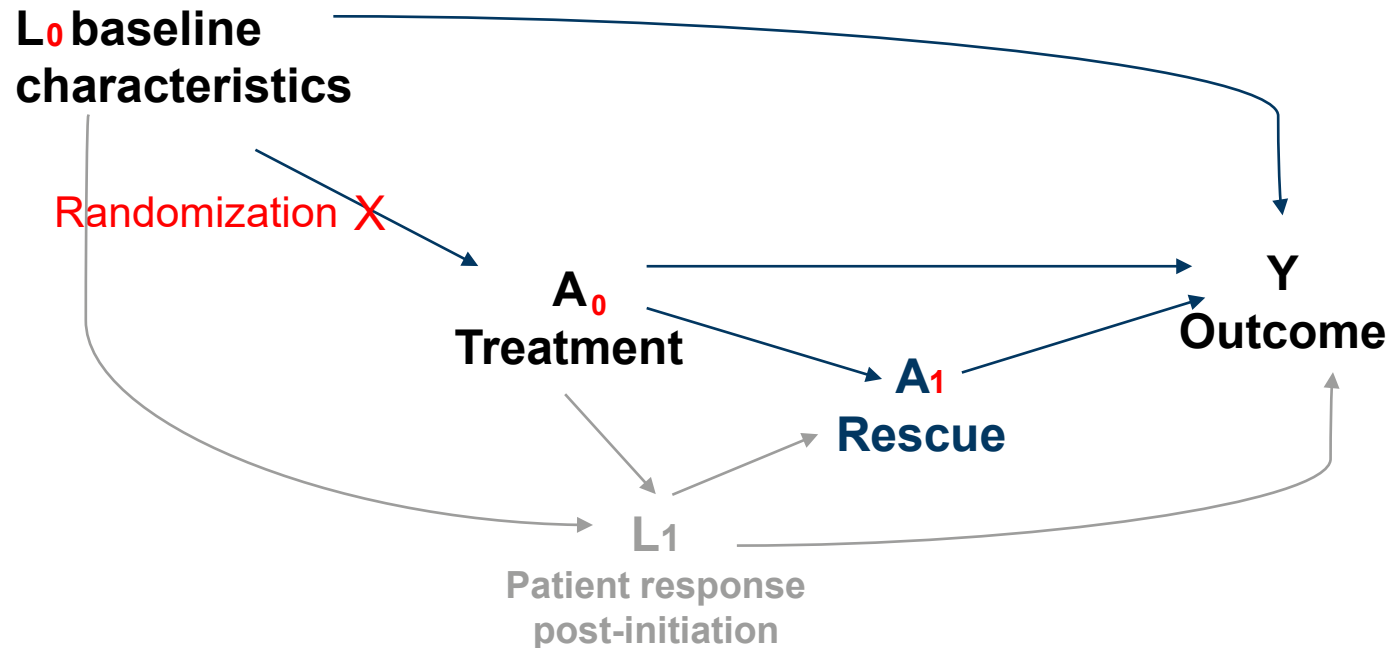 L0 baseline
characteristics
Randomization X
A0
Treatment
Y
Outcome
A1
Rescue
L1
Patient response
post-initiation